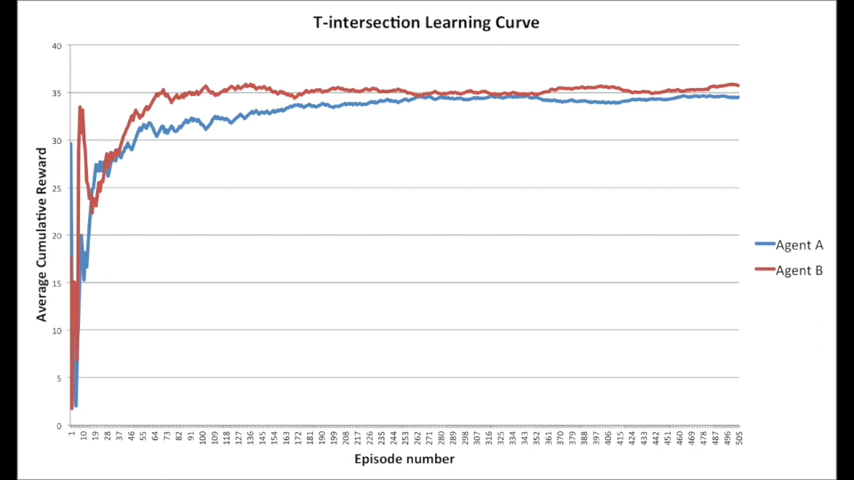 T-intersection Learning Curve
40
35
30
25
20
15
10
5
0
Average Cumulative Reward
1 10 19 28 37 46 55 64 73 82 91 100 109 118 127 136 145 154 163 172 181 190 199 208 217 226 235 244 253 262 271 280 289 298 307 316 325 334 343 352 361 370 379 388 397 406 415 424 433 442 451 460 469 478 487 496 505
Episode number
Agent A
Agent B